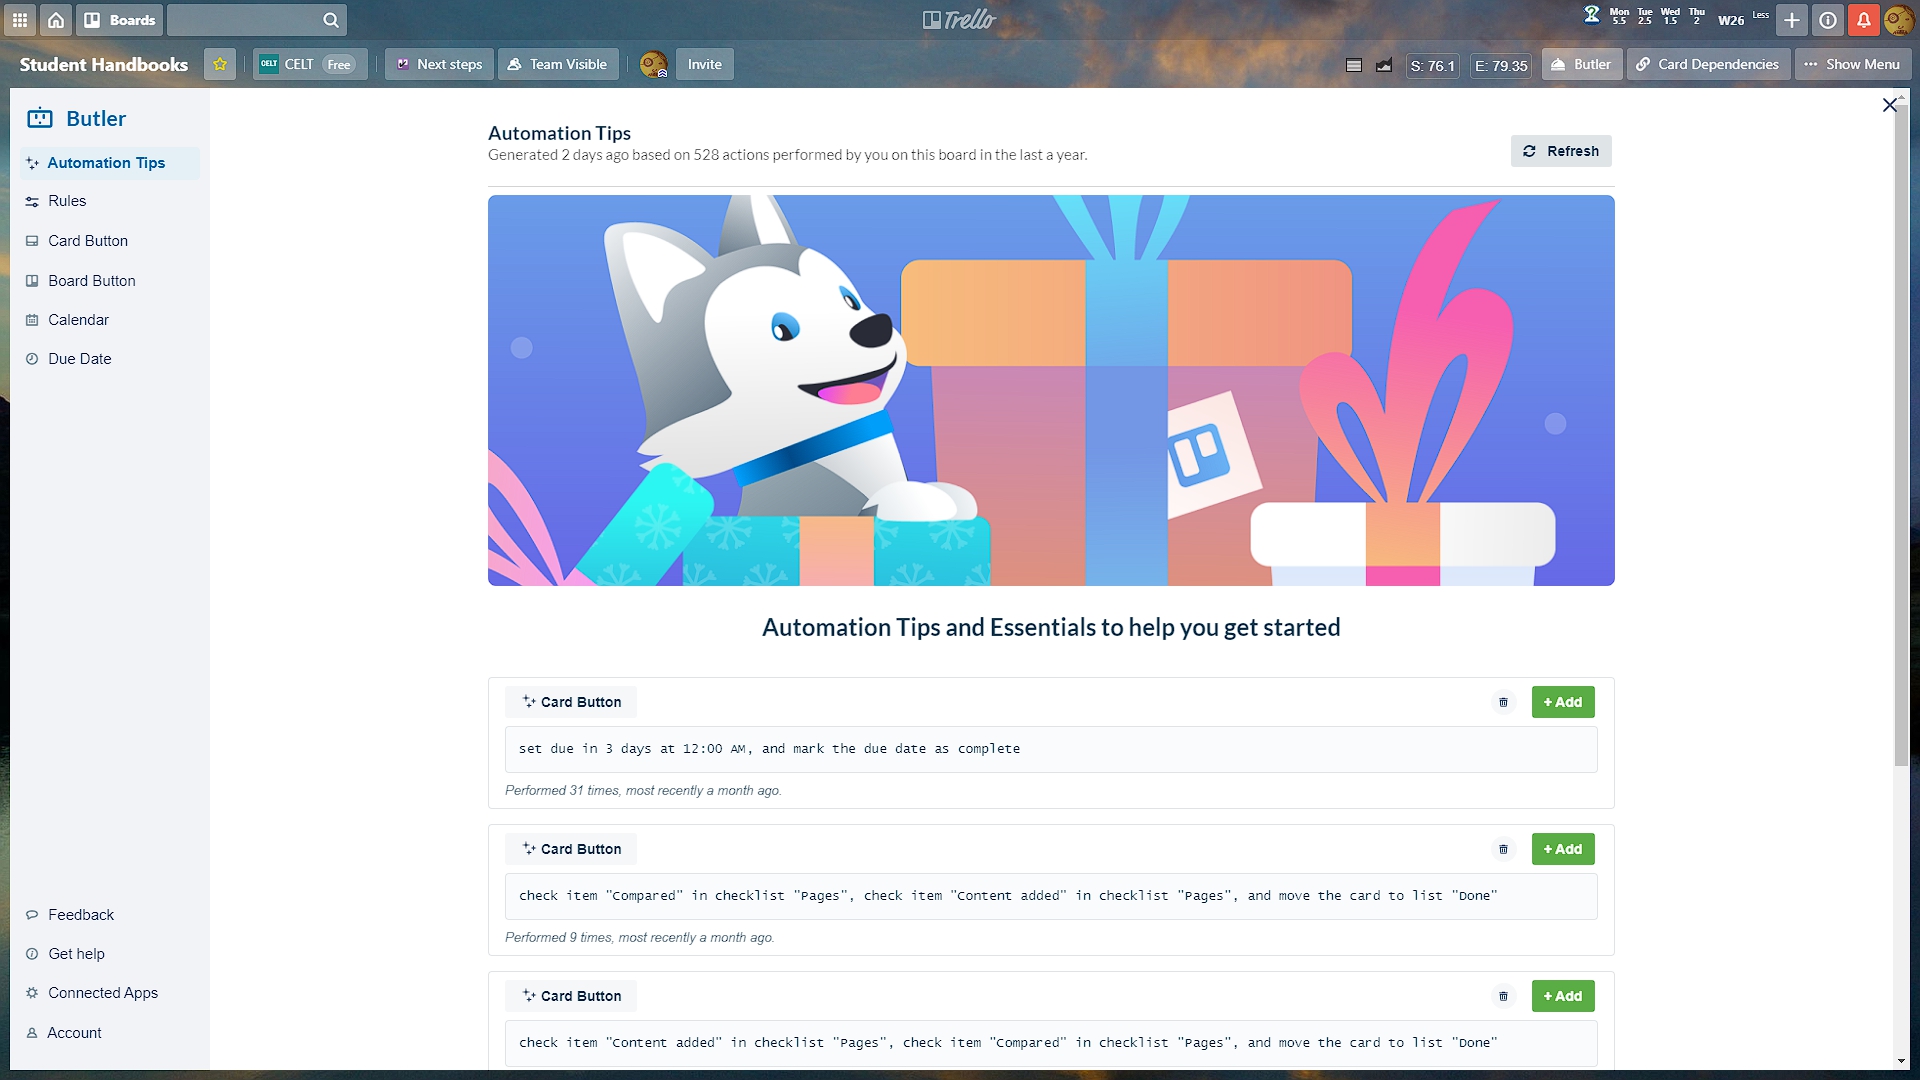 Boards
Trello
Mon Tue Wed Thu
5.5 2.5 1.5 2
W26
Less
Student Handbooks
CELT CELT Free
Next steps
Team Visible
Invite
S: 76.1
E: 79.35
Butler
Card Dependencies
Show Menu
Butler
Automation Tips
Rules
Card Button
Board Button
Calendar
Due Date
Feedback
Get help
Connected Apps
Account
Automation Tips
Generated 2 days ago based on 528 actions performed by you on this board in the last a year.
Refresh
Automation Tips and Essentials to help you get started
Card Button
+ Add
set due in 3 days at 12:00 AM, and mark the due date as complete
Performed 31 times, most recently a month ago.
Card Button
+ Add
check item "Compared" in checklist "Pages", check item "Content added" in checklist "Pages", and move the card to list "Done"
Performed 9 times, most recently a month ago.
Card Button
+ Add
check item "Content added" in checklist "Pages", check item "Compared" in checklist "Pages", and move the card to list "Done"